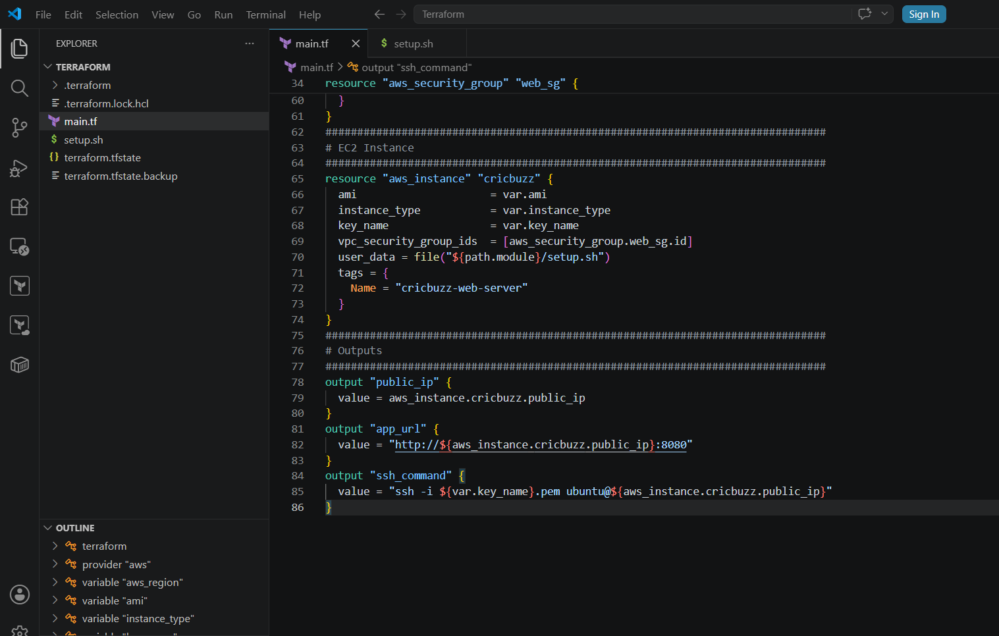 File Edit Selection View Go Run Terminal Help
Terraform
Sign In
EXPLORER
TERRAFORM
.terraform
.terraform.lock.hcl
main.tf
$ setup.sh
{} terraform.tfstate
terraform.tfstate.backup
OUTLINE
terraform
provider "aws"
variable "aws_region"
variable "ami"
variable "instance_type"
main.tf
$ setup.sh
main.tf > output "ssh_command"
34 resource "aws_security_group" "web_sg" {
60 }
61 }
62 ###############################################################################
63 # EC2 Instance
64 ###############################################################################
65 resource "aws_instance" "cricbuzz" {
66 ami = var.ami
67 instance_type = var.instance_type
68 key_name = var.key_name
69 vpc_security_group_ids = [aws_security_group.web_sg.id]
70 user_data = file("${path.module}/setup.sh")
71 tags = {
72 Name = "cricbuzz-web-server"
73 }
74 }
75 ###############################################################################
76 # Outputs
77 ###############################################################################
78 output "public_ip" {
79 value = aws_instance.cricbuzz.public_ip
80 }
81 output "app_url" {
82 value = "http://${aws_instance.cricbuzz.public_ip}:8080"
83 }
84 output "ssh_command" {
85 value = "ssh -i ${var.key_name}.pem ubuntu@${aws_instance.cricbuzz.public_ip}"
86 }